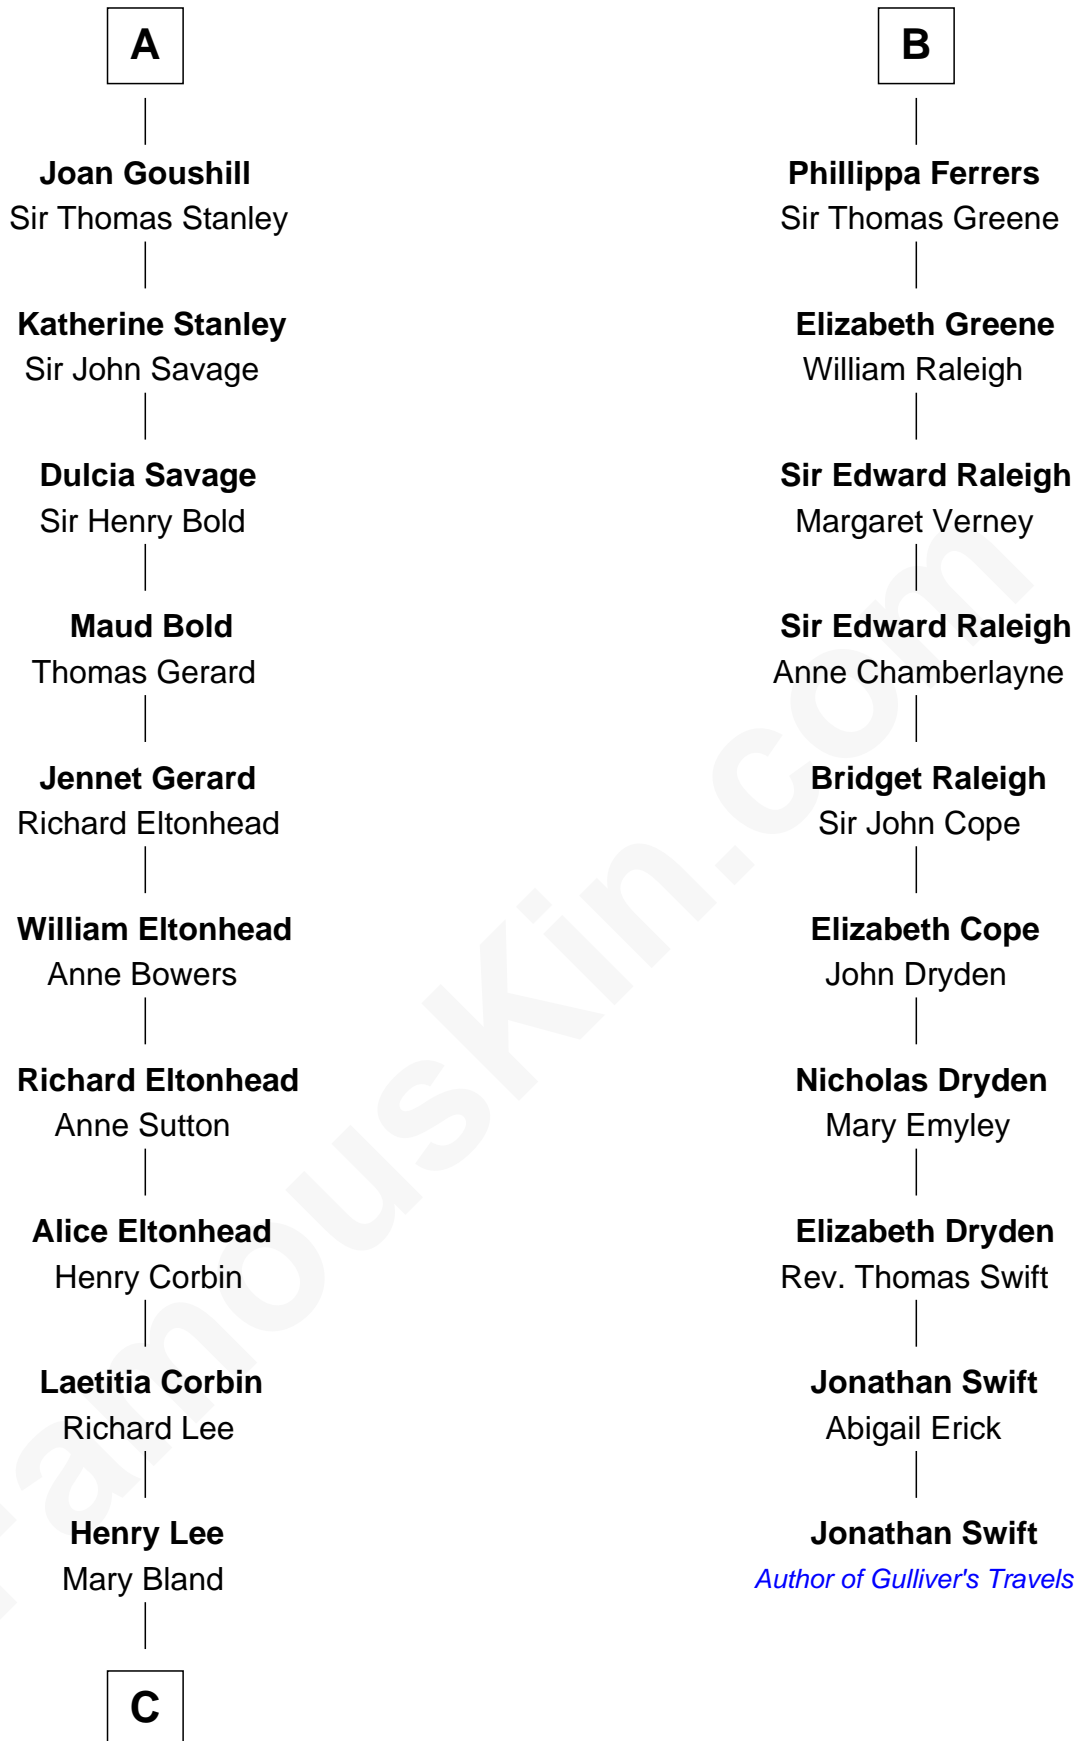 A
Joan Goushill
Sir Thomas Stanley
Katherine Stanley
Sir John Savage
Dulcia Savage
Sir Henry Bold
Maud Bold
Thomas Gerard
Jennet Gerard
Richard Eltonhead
William Eltonhead
Anne Bowers
Richard Eltonhead
Anne Sutton
Alice Eltonhead
Henry Corbin
Laetitia Corbin
Richard Lee
Henry Lee
Mary Bland
C
B
Phillippa Ferrers
Sir Thomas Greene
Elizabeth Greene
William Raleigh
Sir Edward Raleigh
Margaret Verney
Sir Edward Raleigh
Anne Chamberlayne
Bridget Raleigh
Sir John Cope
Elizabeth Cope
John Dryden
Nicholas Dryden
Mary Emyley
Elizabeth Dryden
Rev. Thomas Swift
Jonathan Swift
Abigail Erick
Jonathan Swift
Author of Gulliver's Travels
FamousKin.com